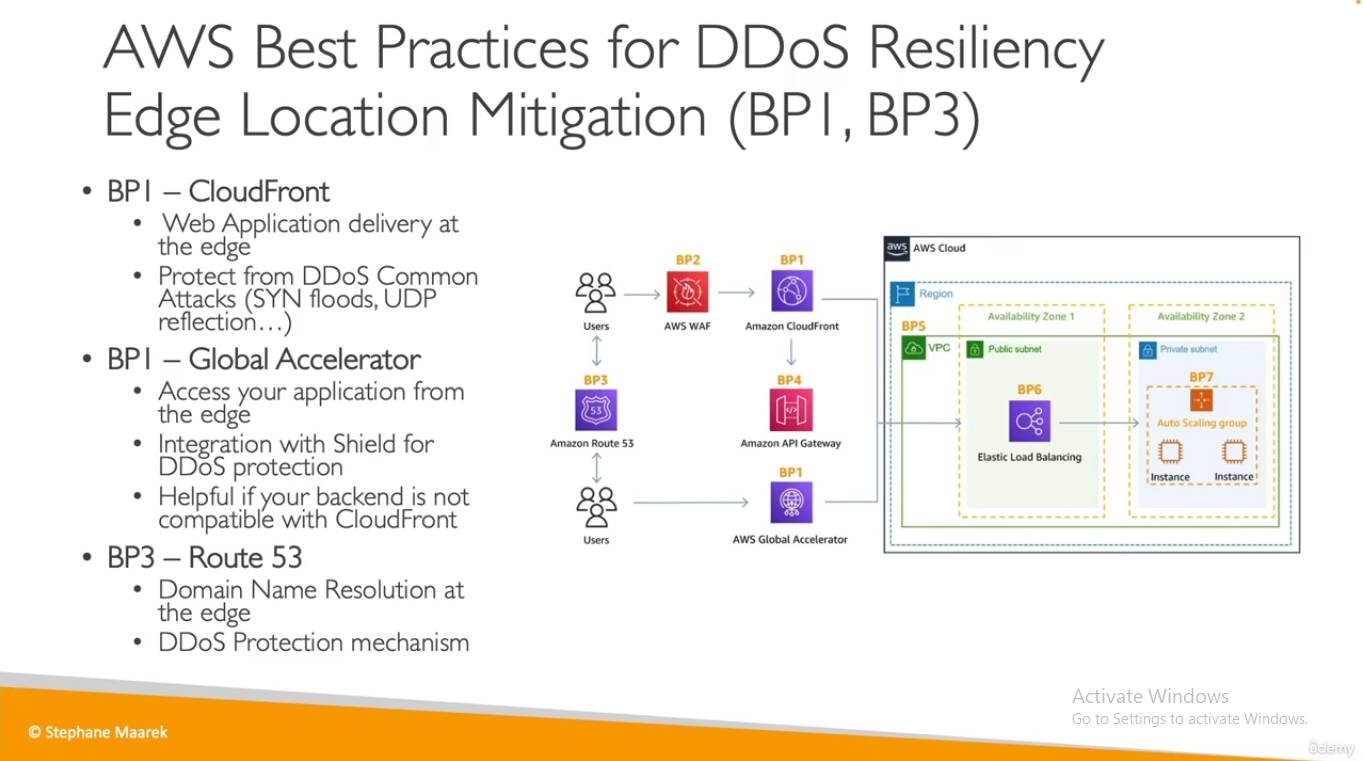 AWS Best Practices for DDoS Resiliency
Edge Location Mitigation (BP1, BP3)
• BP1 – CloudFront
• Web Application delivery at
the edge
• Protect from DDoS Common
Attacks (SYN floods, UDP
reflection…)
• BP1 – Global Accelerator
• Access your application from
the edge
• Integration with Shield for
DDoS protection
• Helpful if your backend is not
compatible with CloudFront
• BP3 – Route 53
• Domain Name Resolution at
the edge
• DDoS Protection mechanism
Users
BP2
AWS WAF
BP1
Amazon CloudFront
BP3
53
Amazon Route 53
BP4
Amazon API Gateway
Users
BP1
AWS Global Accelerator
aws
AWS Cloud
Region
BP5
VPC
Availability Zone 1
Public subnet
BP6
Elastic Load Balancing
Availability Zone 2
Private subnet
BP7
Auto Scaling group
Instance
Instance
Activate Windows
Go to Settings to activate Windows.
© Stephane Maarek
ûdemy